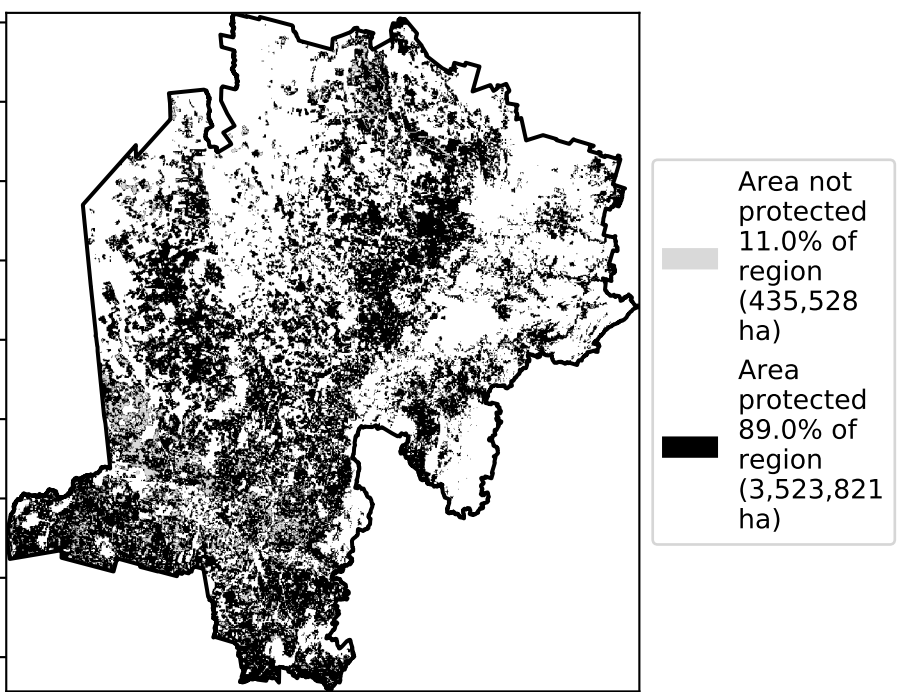 Area not
protected
11.0% of
region
(435,528
ha)
Area
protected
89.0% of
region
(3,523,821
ha)